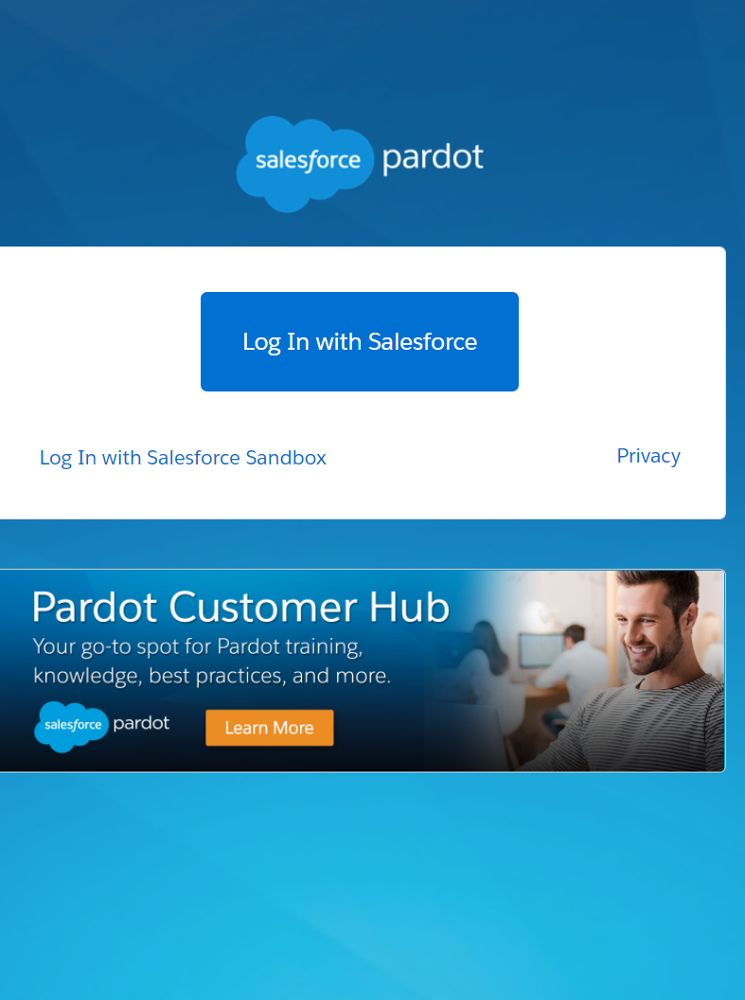 salesforce pardot
Log In with Salesforce
Log In with Salesforce Sandbox
Privacy
Pardot Customer Hub
Your go-to spot for Pardot training,
knowledge, best practices, and more.
salesforce pardot
Learn More